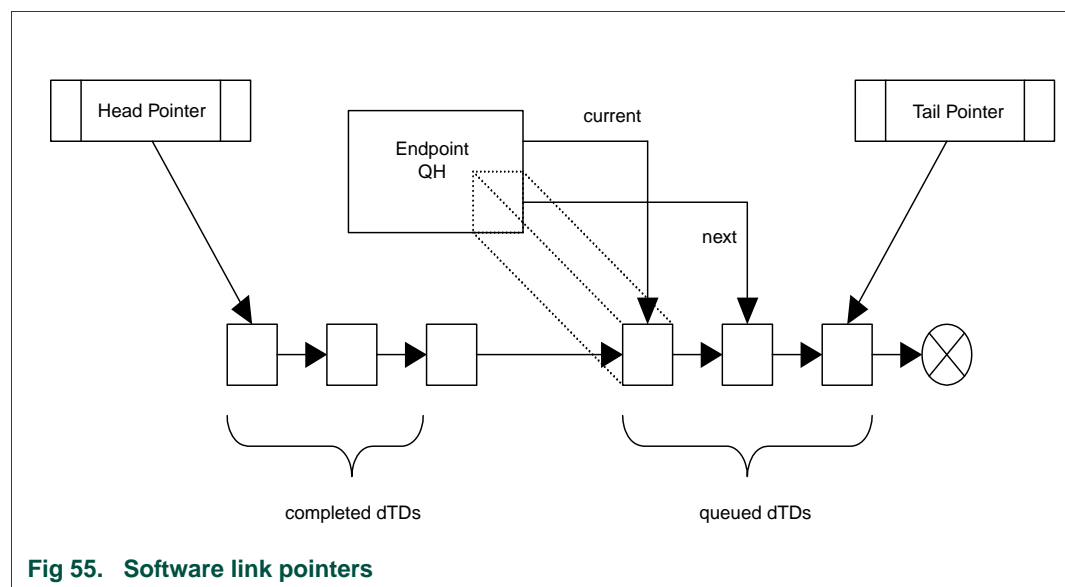 Head Pointer
Endpoint
QH
current
Tail Pointer
next
completed dTDs
queued dTDs
Fig 55. Software link pointers